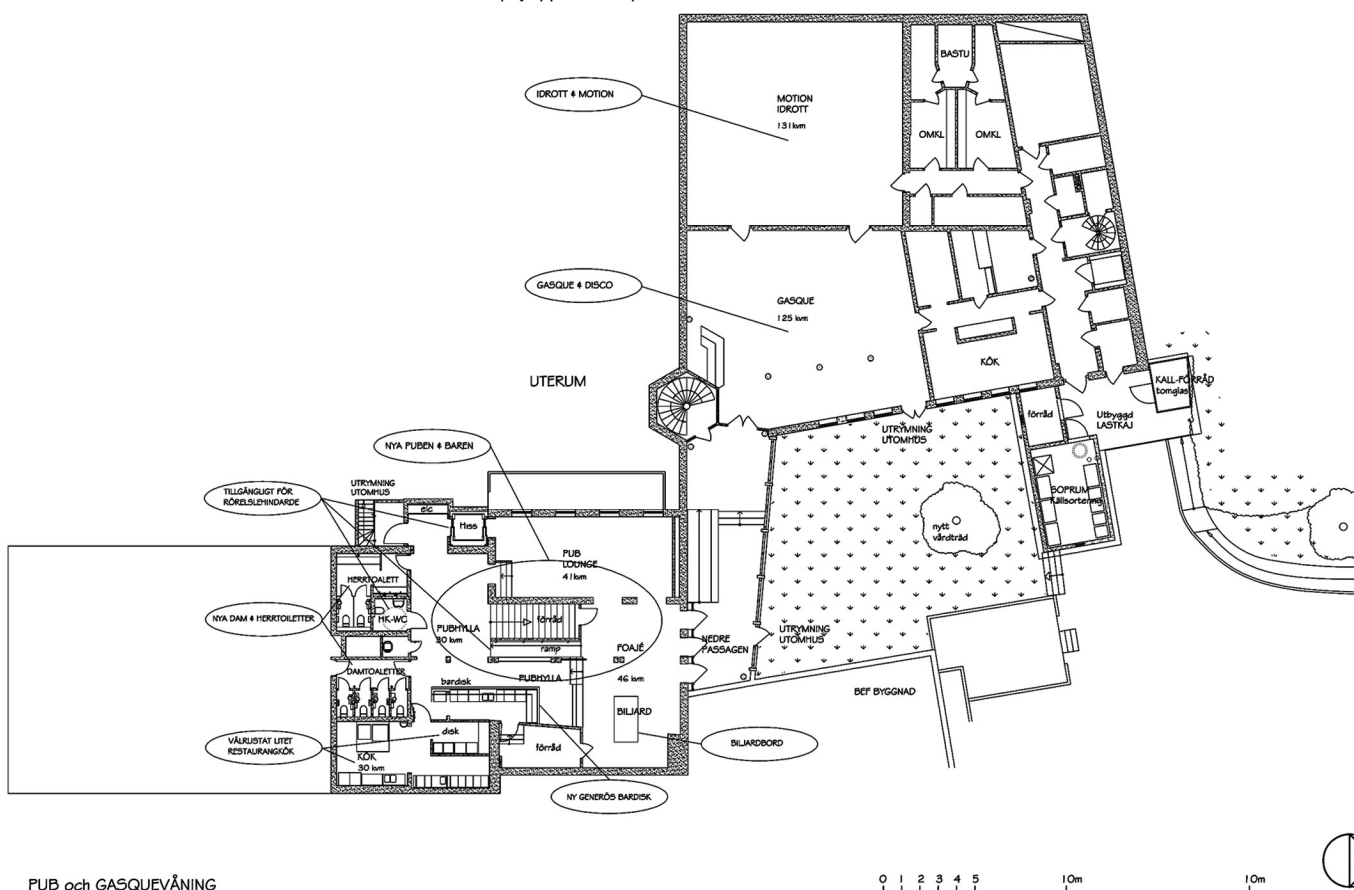 BASTU
IDROTT & MOTION
MOTION
IDROTT
131 kvm
OMKL
OMKL
GASQUE & DISCO
GASQUE
125 kvm
KÖK
UTERUM
KALL-FÖRRÅD
tomglas
förråd
Utbyggd
LASTKAJ
UTRYMNING
UTOMHUS
NYA PUBEN & BAREN
UTRYMNING
UTOMHUS
TILLGÄNGLIGT FÖR
RÖRELSLEHINDARDE
elc
Hiss
SOPRUM
Källsortering
nytt
vårdträd
PUB
LOUNGE
41 kvm
HERRTOALETT
NYA DAM & HERRTOILETTER
HK-WC
PUBHYLLA
30 kvm
förråd
ramp
FOAJÉ
46 kvm
NEDRE
PASSAGEN
UTRYMNING
UTOMHUS
DAMTOALETTER
bardisk
PUBHYLLA
BEF BYGGNAD
BILJARD
VÄLRUSTAT LITET
RESTAURANGKÖK
disk
KÖK
30 kvm
förråd
BILJARDBORD
NY GENERÖS BARDISK
PUB och GASQUEVÅNING
0 1 2 3 4 5 10m 10m